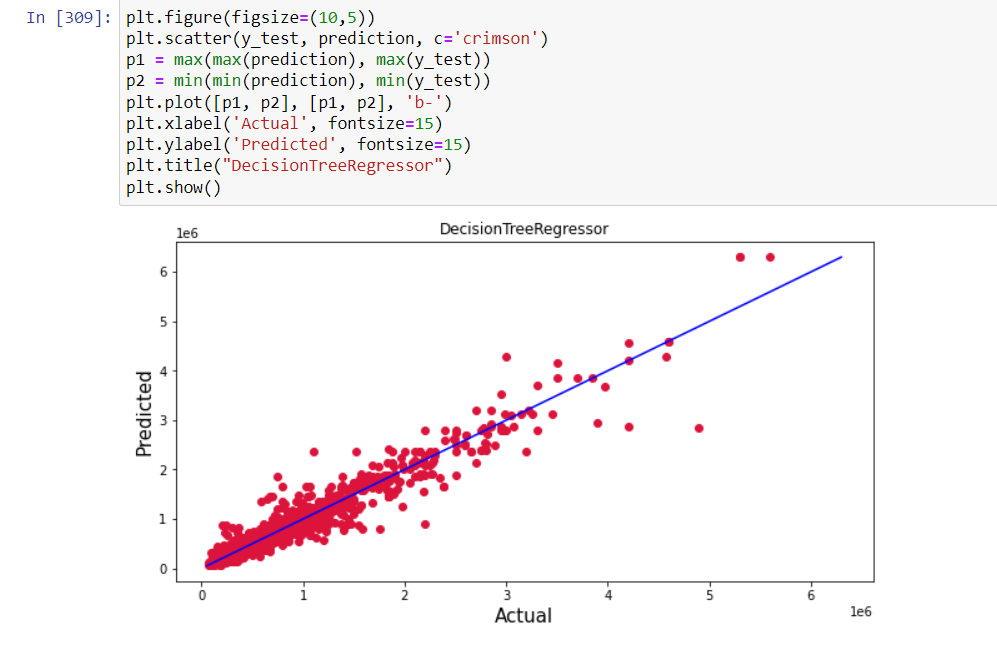 In [309]: plt.figure(figsize=(10,5))
plt.scatter(y_test, prediction, c='crimson')
p1 = max(max(prediction), max(y_test))
p2 = min(min(prediction), min(y_test))
plt.plot([p1, p2], [p1, p2], 'b-')
plt.xlabel('Actual', fontsize=15)
plt.ylabel('Predicted', fontsize=15)
plt.title("DecisionTreeRegressor")
plt.show()
DecisionTreeRegressor
1e6
6
5
4
3
2
1
0
Predicted
0 1 2 3 4 5 6
1e6
Actual